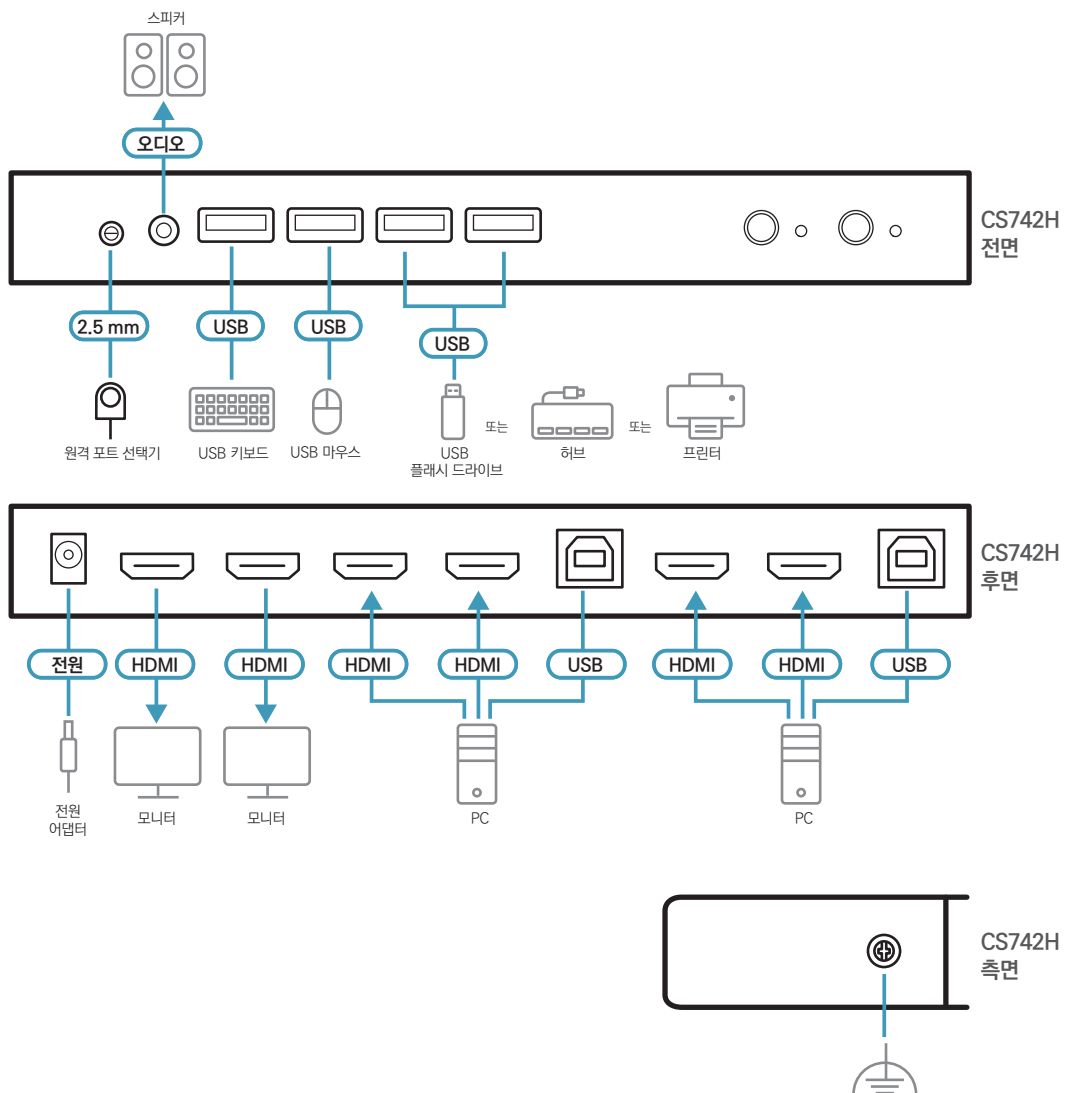 스피커
오디오
CS742H
전면
2.5 mm
USB
USB
USB
원격 포트 선택기
USB 키보드
USB 마우스
USB
플래시 드라이브
또는
허브
또는
프린터
CS742H
후면
전원
HDMI
HDMI
HDMI
HDMI
USB
HDMI
HDMI
USB
전원
어댑터
모니터
모니터
PC
PC
CS742H
측면